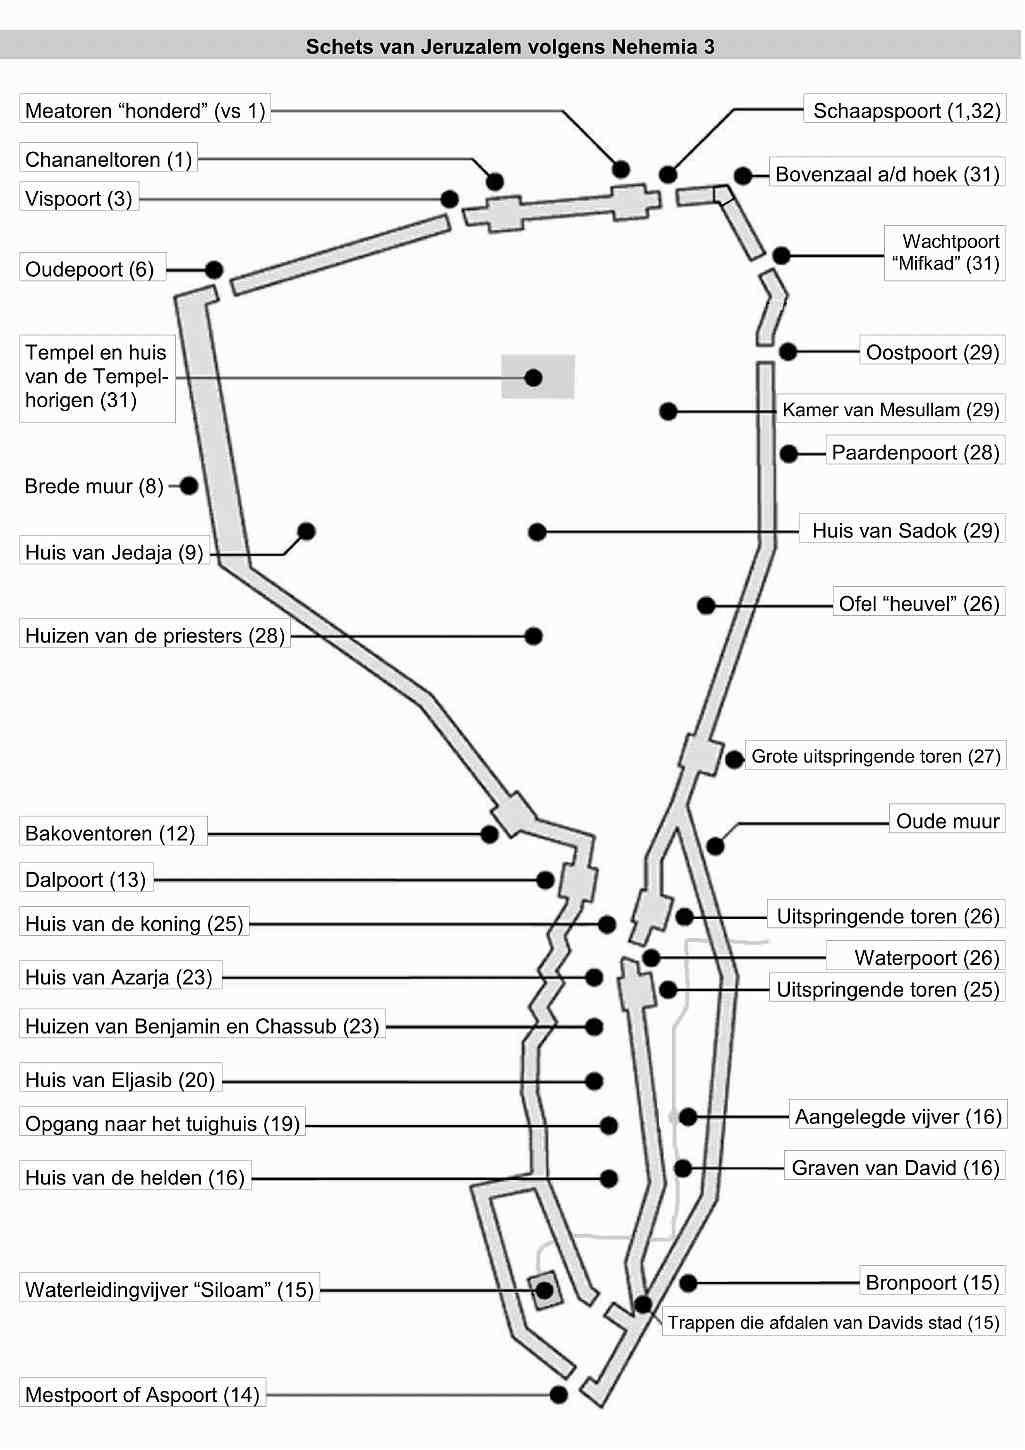 Schets van Jeruzalem volgens Nehemia 3
Meatoren “honderd” (vs 1)
Chananeltoren (1)
Vispoort (3)
Oudepoort (6)
Tempel en huis
van de Tempel-
horigen (31)
Brede muur (8)
Huis van Jedaja (9)
Huizen van de priesters (28)
Bakoventoren (12)
Dalpoort (13)
Huis van de koning (25)
Huis van Azarja (23)
Huizen van Benjamin en Chassub (23)
Huis van Eljasib (20)
Opgang naar het tuighuis (19)
Huis van de helden (16)
Waterleidingvijver “Siloam” (15)
Mestpoort of Aspoort (14)
Schaapspoort (1,32)
Bovenzaal a/d hoek (31)
Wachtpoort
“Mifkad” (31)
Oostpoort (29)
Kamer van Mesullam (29)
Paardenpoort (28)
Huis van Sadok (29)
Ofel “heuvel” (26)
Grote uitspringende toren (27)
Oude muur
Uitspringende toren (26)
Waterpoort (26)
Uitspringende toren (25)
Aangelegde vijver (16)
Graven van David (16)
Bronpoort (15)
Trappen die afdalen van Davids stad (15)